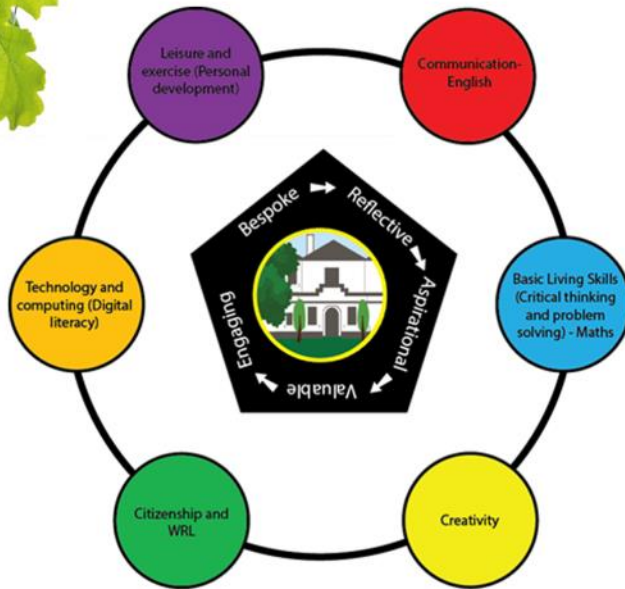 Leisure and
exercise (Personal
development)
Communication-
English
Bespoke
Reflective
Aspirational
Valuable
Engaging
Technology and
computing (Digital
literacy)
Basic Living Skills
(Critical thinking
and problem
solving) - Maths
Citizenship and
WRL
Creativity